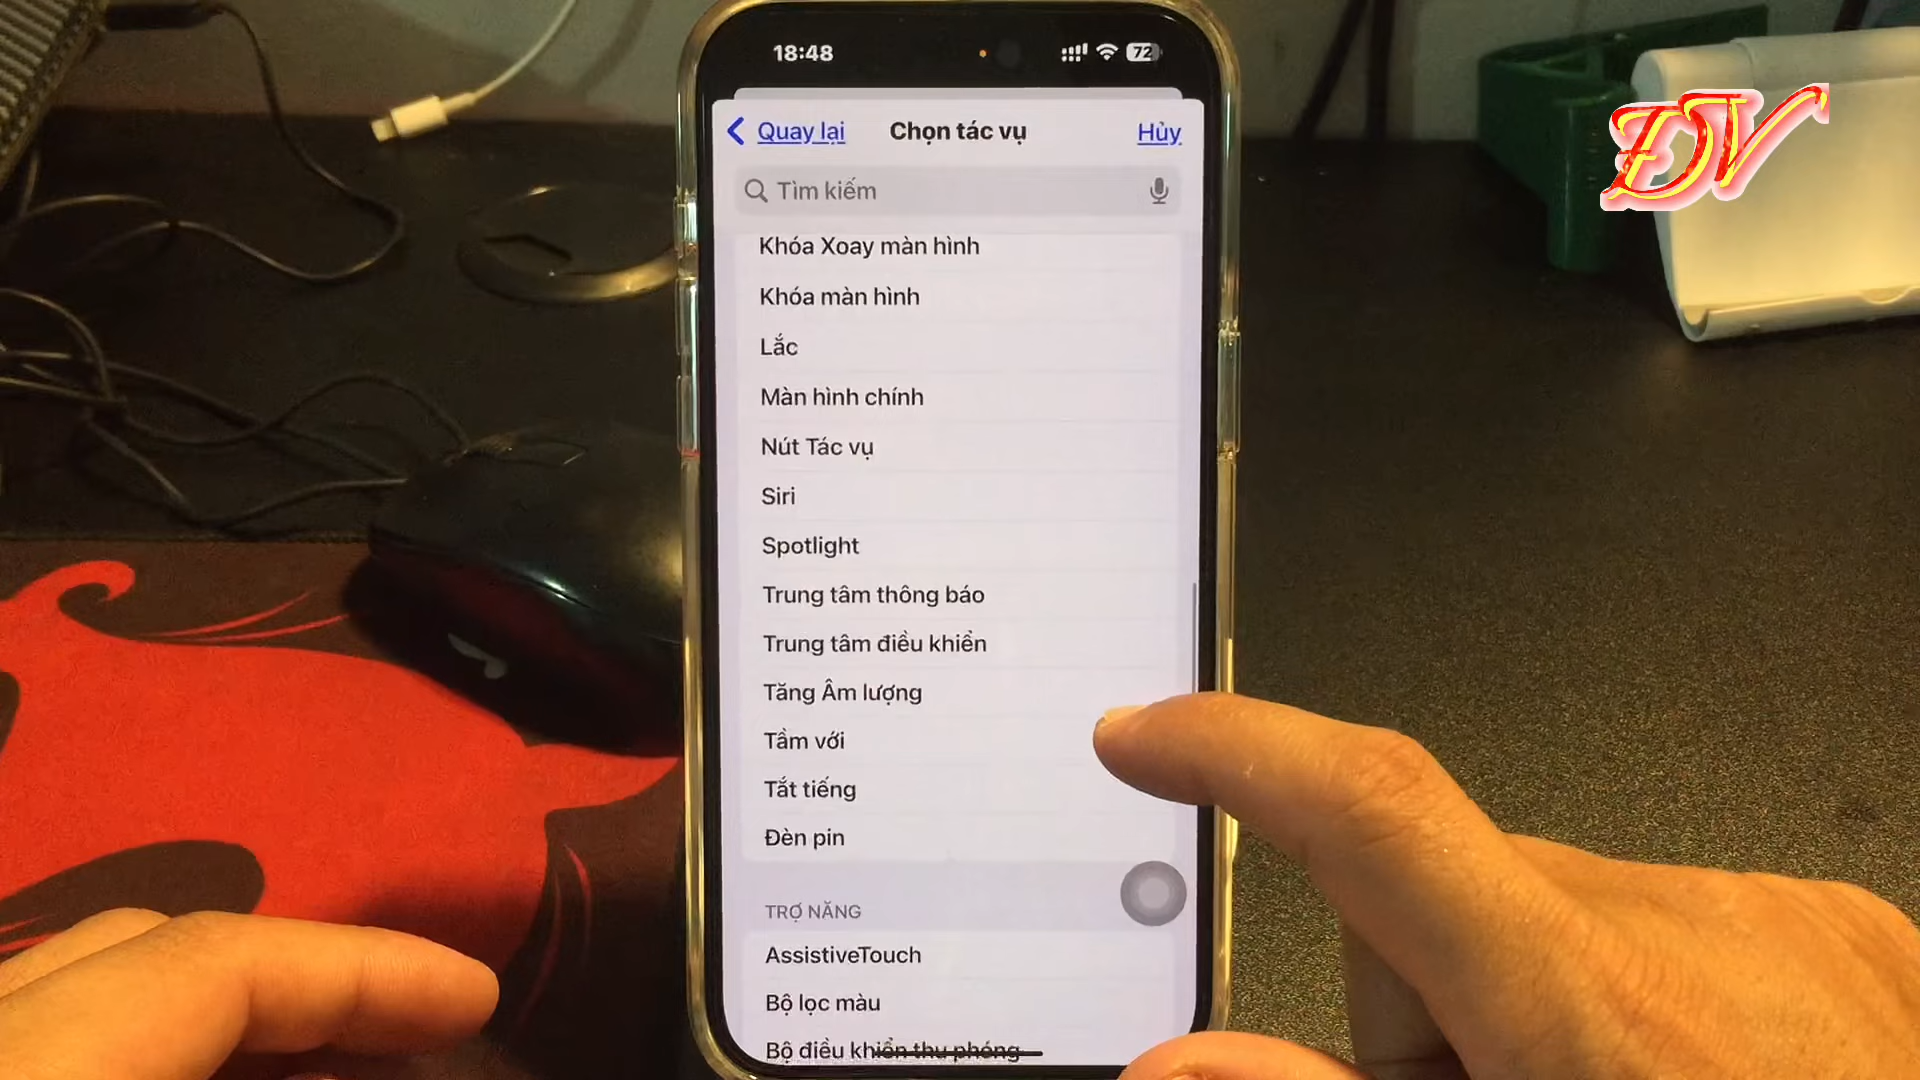 18:48
72
Quay lại
Chọn tác vụ
Hủy
Tìm kiếm
Khóa Xoay màn hình
Khóa màn hình
Lắc
Màn hình chính
Nút Tác vụ
Siri
Spotlight
Trung tâm thông báo
Trung tâm điều khiển
Tăng Âm lượng
Tầm với
Tắt tiếng
Đèn pin
TRỢ NĂNG
AssistiveTouch
Bộ lọc màu
Bộ điều khiển thu phóng
ĐV